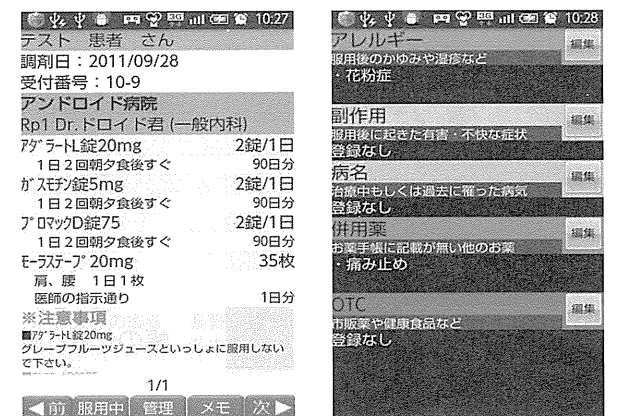 10:27
テスト 患者 さん
調剤日：2011/09/28
受付番号：10-9
アンドロイド病院
Rp1 Dr.ドロイド君 (一般内科)
ｱﾀﾞﾗｰﾄL錠20mg 2錠/1日
1日2回朝夕食後すぐ 90日分
ｶﾞｽﾓﾁﾝ錠5mg 2錠/1日
1日2回朝夕食後すぐ 90日分
ﾌﾟﾛﾏｯｸD錠75 2錠/1日
1日2回朝夕食後すぐ 90日分
ﾓｰﾗｽﾃｰﾌﾟ20mg 35枚
肩、腰 1日1枚
医師の指示通り 1日分
※注意事項
■ｱﾀﾞﾗｰﾄL錠20mg
グレープフルーツジュースといっしょに服用しない
で下さい。
1/1
◀前 服用中 管理 メモ 次▶
10:28
アレルギー 編集
服用後のかゆみや湿疹など
・花粉症
副作用 編集
服用後に起きた有害・不快な症状
登録なし
病名 編集
治療中もしくは過去に罹った病気
登録なし
併用薬 編集
お薬手帳に記載が無い他のお薬
・痛み止め
OTC 編集
市販薬や健康食品など
登録なし